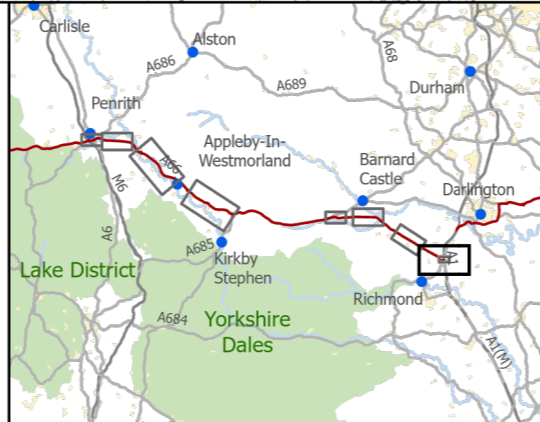 Carlisle
Alston
A68
A686
A689
Durham
Penrith
Appleby-In-
Westmorland
Barnard
Castle
A66
Darlington
M6
A6
A685
Lake District
Kirkby
Stephen
Richmond
A684
Yorkshire
Dales
A1(M)